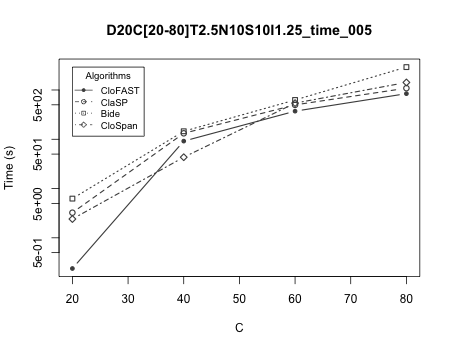 D20C[20-80]T2.5N10S10I1.25_time_005
Algorithms
CloFAST
ClaSP
Bide
CloSpan
Time (s)
5e+02
5e+01
5e+00
5e-01
20
30
40
50
60
70
80
C